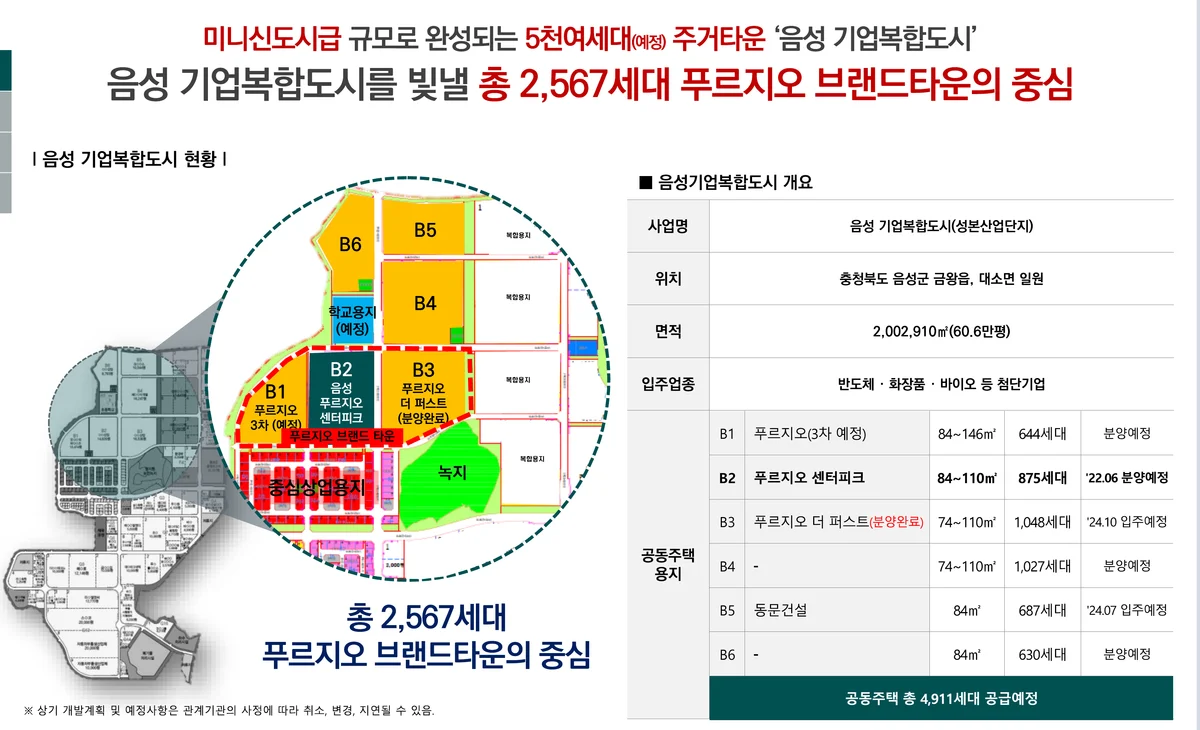 미니신도시급 규모로 완성되는 5천여세대(예정) 주거타운 ‘음성 기업복합도시’
음성 기업복합도시를 빛낼 총 2,567세대 푸르지오 브랜드타운의 중심
l 음성 기업복합도시 현황 l
B6
B5
복합용지
B4
복합용지
학교용지
(예정)
B1
푸르지오
3차 (예정)
B2
음성
푸르지오
센터피크
B3
푸르지오
더 퍼스트
(분양완료)
복합용지
푸르지오 브랜드 타운
중심상업용지
녹지
복합용지
총 2,567세대
푸르지오 브랜드타운의 중심
※ 상기 개발계획 및 예정사항은 관계기관의 사정에 따라 취소, 변경, 지연될 수 있음.
■ 음성기업복합도시 개요
사업명 음성 기업복합도시(성본산업단지)
위치 충청북도 음성군 금왕읍, 대소면 일원
면적 2,002,910㎡(60.6만평)
입주업종 반도체 · 화장품 · 바이오 등 첨단기업
공동주택
용지
B1 푸르지오(3차 예정) 84~146㎡ 644세대 분양예정
B2 푸르지오 센터피크 84~110㎡ 875세대 '22.06 분양예정
B3 푸르지오 더 퍼스트(분양완료) 74~110㎡ 1,048세대 '24.10 입주예정
B4 - 74~110㎡ 1,027세대 분양예정
B5 동문건설 84㎡ 687세대 '24.07 입주예정
B6 - 84㎡ 630세대 분양예정
공동주택 총 4,911세대 공급예정